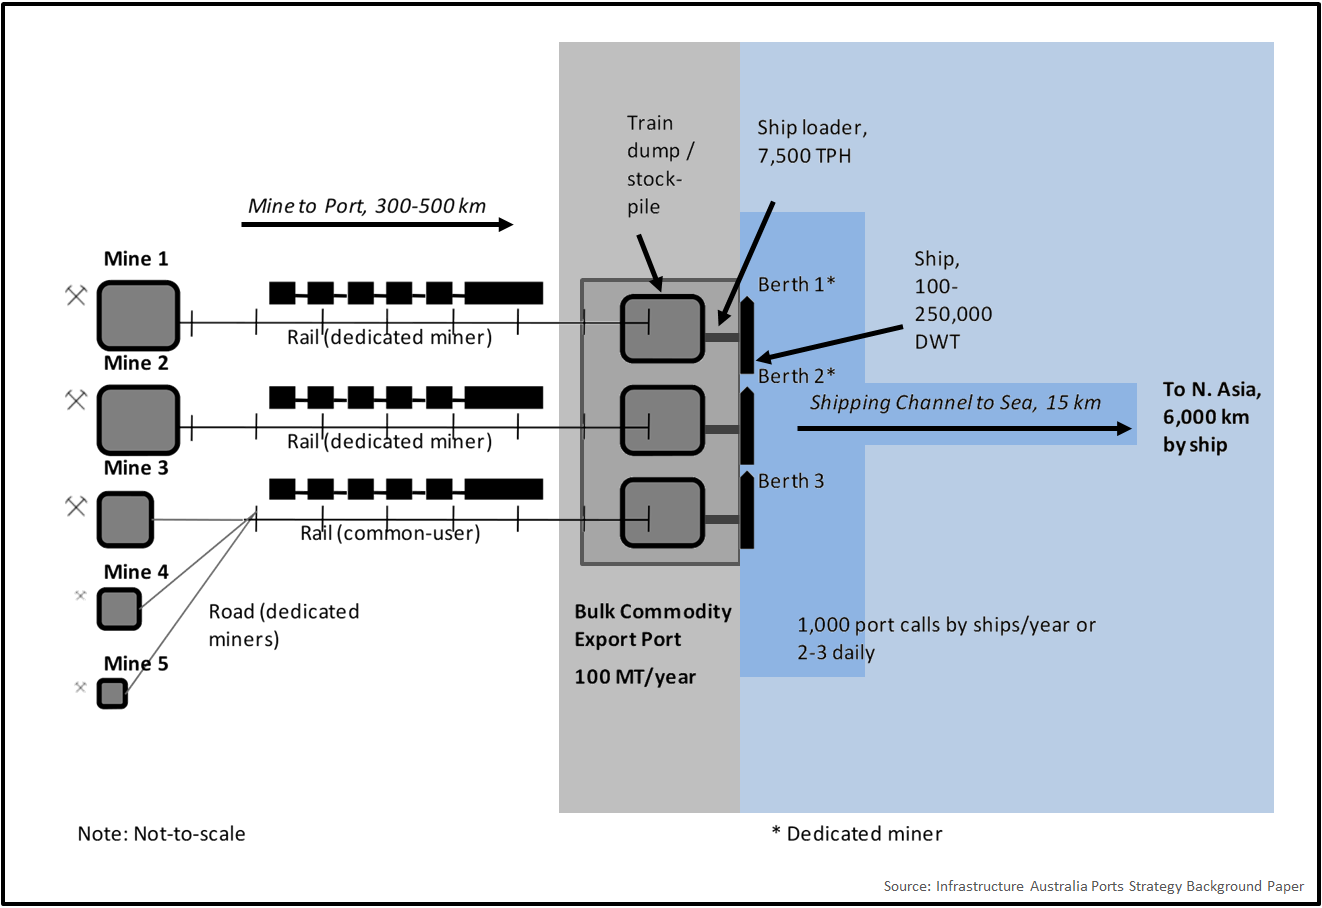 Train
dump /
stock-
pile
Ship loader,
7,500 TPH
Mine to Port, 300-500 km
Mine 1
Rail (dedicated miner)
Berth 1*
Ship,
100-
250,000
DWT
Mine 2
Rail (dedicated miner)
Berth 2*
Shipping Channel to Sea, 15 km
To N. Asia,
6,000 km
by ship
Mine 3
Rail (common-user)
Berth 3
Mine 4
Road (dedicated
miners)
Mine 5
Bulk Commodity
Export Port
100 MT/year
1,000 port calls by ships/year or
2-3 daily
Note: Not-to-scale
* Dedicated miner
Source: Infrastructure Australia Ports Strategy Background Paper